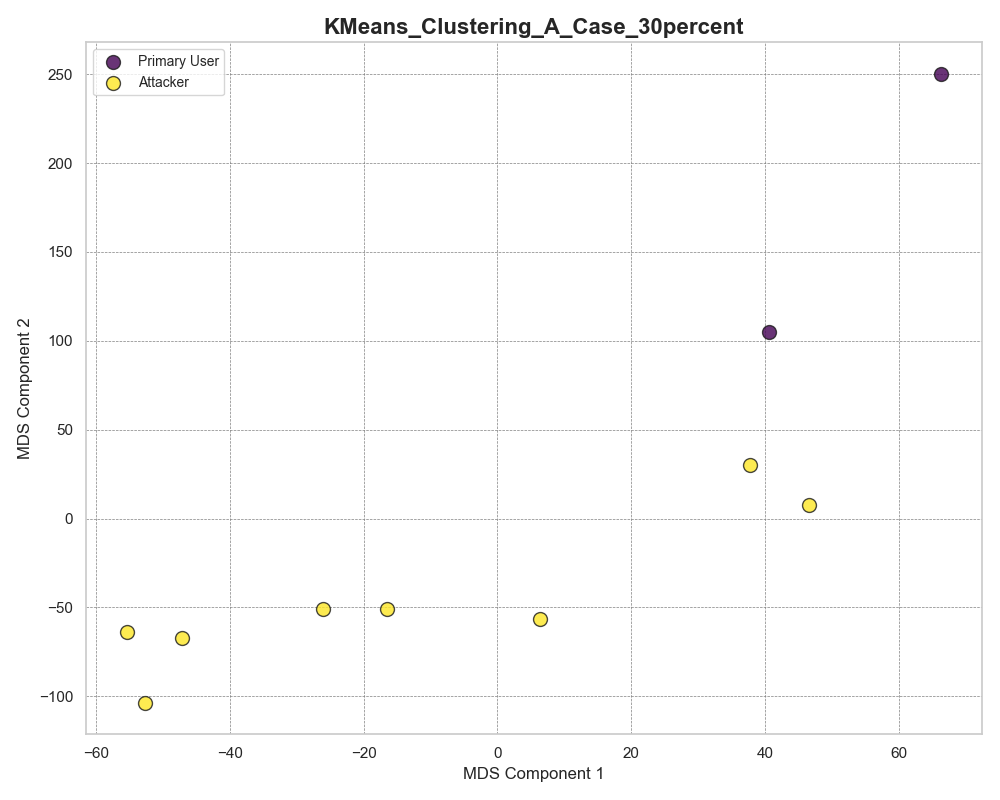 KMeans_Clustering_A_Case_30percent
Primary User
Attacker
250
200
150
100
50
0
−50
−100
MDS Component 2
−60 −40 −20 0 20 40 60
MDS Component 1